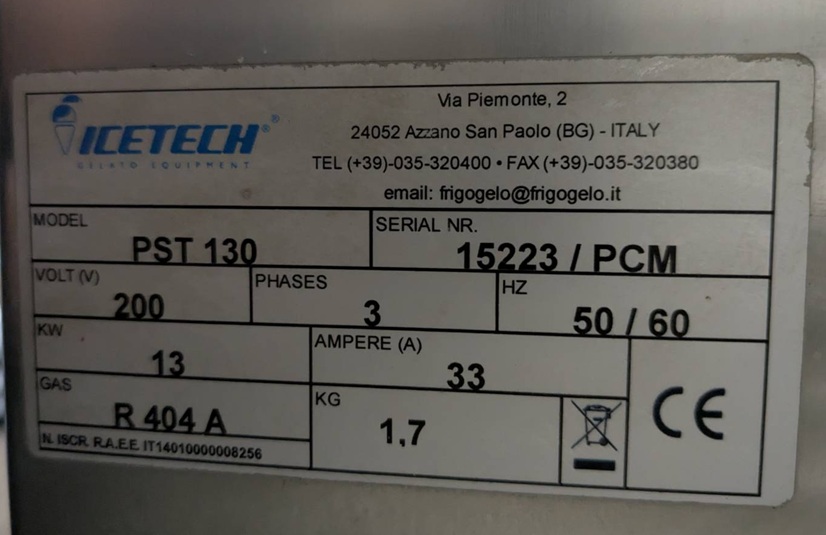 ICETECH®
GELATO EQUIPMENT
Via Piemonte, 2
24052 Azzano San Paolo (BG) - ITALY
TEL (+39)-035-320400 • FAX (+39)-035-320380
email: frigogelo@frigogelo.it
MODEL
PST 130
SERIAL NR.
15223 / PCM
VOLT (V)
200
PHASES
3
HZ
50 / 60
KW
13
AMPERE (A)
33
GAS
R 404 A
KG
1,7
CE
N. ISCR. R.A.E.E. IT14010000008256